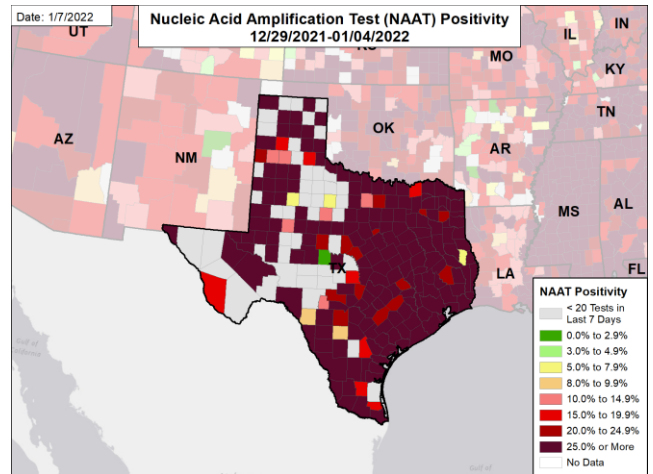 Date: 1/7/2022
Nucleic Acid Amplification Test (NAAT) Positivity
12/29/2021-01/04/2022
UT
KS
MO
IL
IN
KY
AZ
NM
OK
AR
TN
MS
AL
TX
LA
FL
Gulf of
California
NAAT Positivity
< 20 Tests in
Last 7 Days
0.0% to 2.9%
3.0% to 4.9%
5.0% to 7.9%
8.0% to 9.9%
10.0% to 14.9%
15.0% to 19.9%
20.0% to 24.9%
25.0% or More
No Data